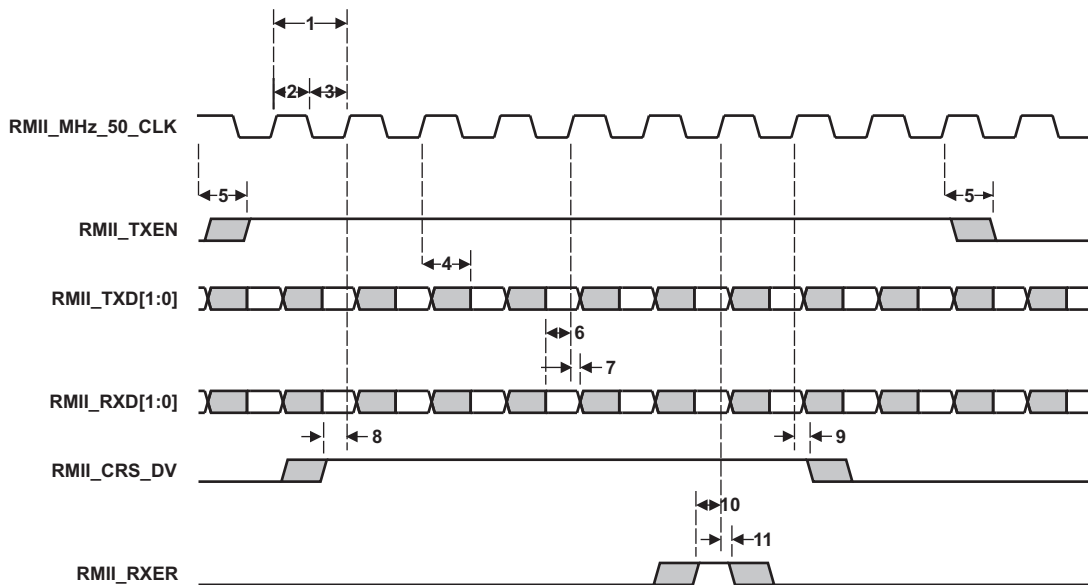 1
2 3
RMII_MHz_50_CLK
5 5
RMII_TXEN
4
RMII_TXD[1:0]
6
7
RMII_RXD[1:0]
8 9
RMII_CRS_DV
10
11
RMII_RXER